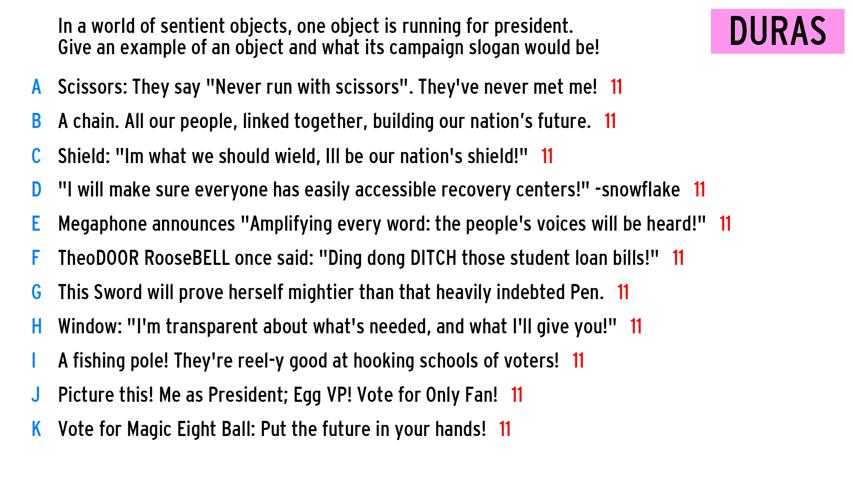 In a world of sentient objects, one object is running for president.
Give an example of an object and what its campaign slogan would be!
DURAS
A Scissors: They say "Never run with scissors". They've never met me! 11
B A chain. All our people, linked together, building our nation’s future. 11
C Shield: "Im what we should wield, Ill be our nation's shield!" 11
D "I will make sure everyone has easily accessible recovery centers!" -snowflake 11
E Megaphone announces "Amplifying every word: the people's voices will be heard!" 11
F TheoDOOR RooseBELL once said: "Ding dong DITCH those student loan bills!" 11
G This Sword will prove herself mightier than that heavily indebted Pen. 11
H Window: "I'm transparent about what's needed, and what I'll give you!" 11
I A fishing pole! They're reel-y good at hooking schools of voters! 11
J Picture this! Me as President; Egg VP! Vote for Only Fan! 11
K Vote for Magic Eight Ball: Put the future in your hands! 11